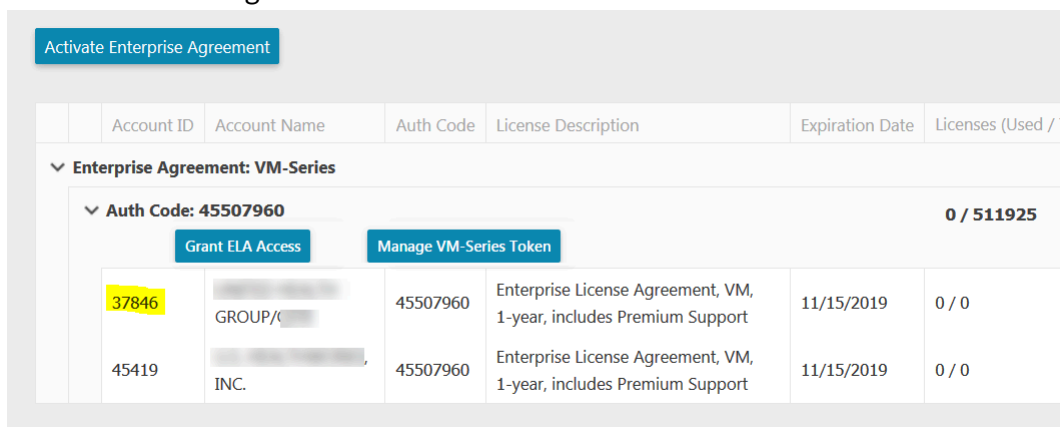 Activate Enterprise Agreement
Account ID Account Name Auth Code License Description Expiration Date Licenses (Used /
Enterprise Agreement: VM-Series
Auth Code: 45507960 0 / 511925
Grant ELA Access Manage VM-Series Token
37846 GROUP/ 45507960 Enterprise License Agreement, VM, 1-year, includes Premium Support 11/15/2019 0 / 0
45419 , INC. 45507960 Enterprise License Agreement, VM, 1-year, includes Premium Support 11/15/2019 0 / 0